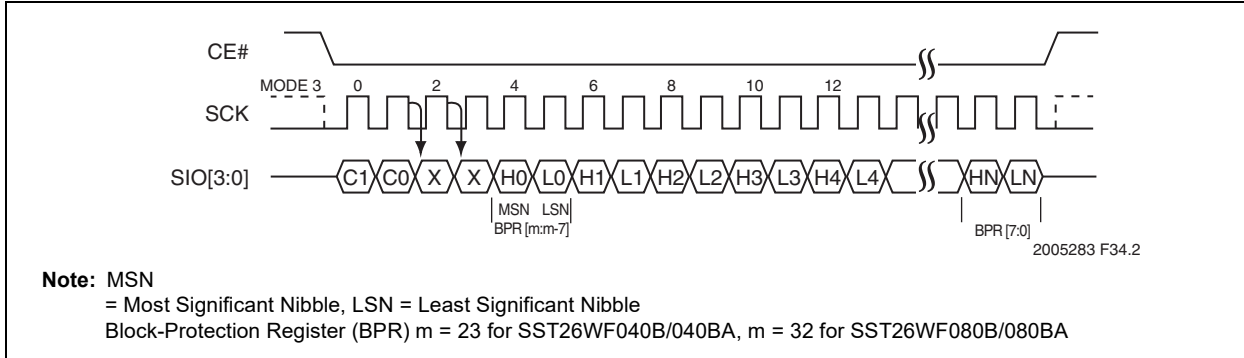 CE#
MODE 3 0 2 4 6 8 10 12
SCK
SIO[3:0] C1 C0 X X H0 L0 H1 L1 H2 L2 H3 L3 H4 L4 HN LN
MSN LSN
BPR [m:m-7] BPR [7:0]
2005283 F34.2
Note: MSN
= Most Significant Nibble, LSN = Least Significant Nibble
Block-Protection Register (BPR) m = 23 for SST26WF040B/040BA, m = 32 for SST26WF080B/080BA